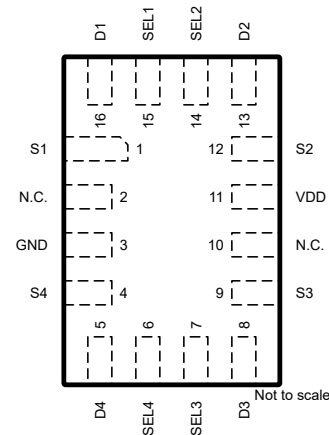 D1 SEL1 SEL2 D2
16 15 14 13
S1 1 12 S2
N.C. 2 11 VDD
GND 3 10 N.C.
S4 4 9 S3
5 6 7 8
D4 SEL4 SEL3 D3
Not to scale